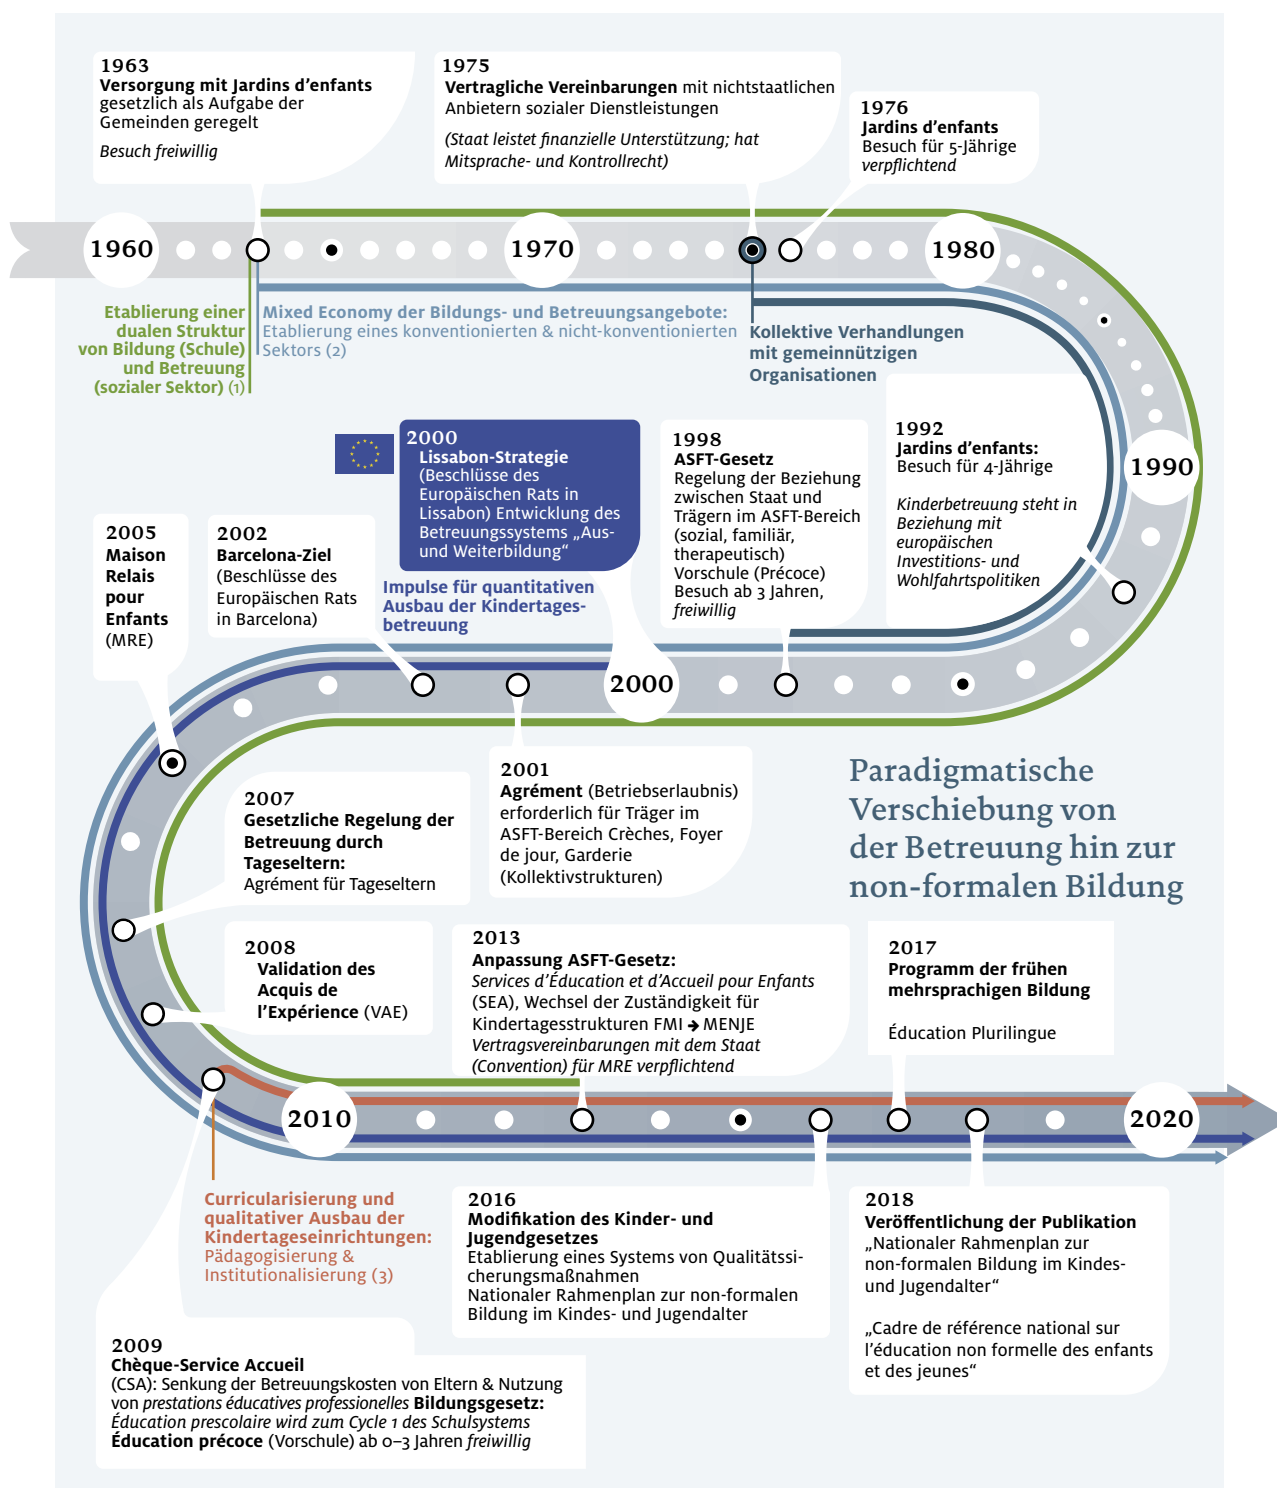 1963
Versorgung mit Jardins d'enfants
gesetzlich als Aufgabe der
Gemeinden geregelt
Besuch freiwillig
1975
Vertragliche Vereinbarungen mit nichtstaatlichen
Anbietern sozialer Dienstleistungen
(Staat leistet finanzielle Unterstützung; hat
Mitsprache- und Kontrollrecht)
1976
Jardins d'enfants
Besuch für 5-Jährige
verpflichtend
1960
1970
1980
Etablierung einer
dualen Struktur
von Bildung (Schule)
und Betreuung
(sozialer Sektor) (1)
Mixed Economy der Bildungs- und Betreuungsangebote:
Etablierung eines konventionierten & nicht-konventionierten
Sektors (2)
Kollektive Verhandlungen
mit gemeinnützigen
Organisationen
1990
1992
Jardins d'enfants:
Besuch für 4-Jährige
Kinderbetreuung steht in
Beziehung mit
europäischen
Investitions- und
Wohlfahrtspolitiken
1998
ASFT-Gesetz
Regelung der Beziehung
zwischen Staat und
Trägern im ASFT-Bereich
(sozial, familiär,
therapeutisch)
Vorschule (Précoce)
Besuch ab 3 Jahren,
freiwillig
2000
Lissabon-Strategie
(Beschlüsse des
Europäischen Rats in
Lissabon) Entwicklung des
Betreuungssystems „Aus-
und Weiterbildung“
Impulse für quantitativen
Ausbau der Kindertages-
betreuung
2002
Barcelona-Ziel
(Beschlüsse des
Europäischen Rats
in Barcelona)
2005
Maison
Relais
pour
Enfants
(MRE)
2000
2001
Agrément (Betriebserlaubnis)
erforderlich für Träger im
ASFT-Bereich Crèches, Foyer
de jour, Garderie
(Kollektivstrukturen)
Paradigmatische
Verschiebung von
der Betreuung hin zur
non-formalen Bildung
2007
Gesetzliche Regelung der
Betreuung durch
Tageseltern:
Agrément für Tageseltern
2008
Validation des
Acquis de
l'Expérience (VAE)
2013
Anpassung ASFT-Gesetz:
Services d'Éducation et d'Accueil pour Enfants
(SEA), Wechsel der Zuständigkeit für
Kindertagesstrukturen FMI → MENJE
Vertragsvereinbarungen mit dem Staat
(Convention) für MRE verpflichtend
2017
Programm der frühen
mehrsprachigen Bildung
Éducation Plurilingue
2010
2020
Curricularisierung und
qualitativer Ausbau der
Kindertageseinrichtungen:
Pädagogisierung &
Institutionalisierung (3)
2016
Modifikation des Kinder- und
Jugendgesetzes
Etablierung eines Systems von Qualitätssi-
cherungsmaßnahmen
Nationaler Rahmenplan zur non-formalen
Bildung im Kindes- und Jugendalter
2018
Veröffentlichung der Publikation
„Nationaler Rahmenplan zur
non-formalen Bildung im Kindes-
und Jugendalter“
„Cadre de référence national sur
l'éducation non formelle des enfants
et des jeunes“
2009
Chèque-Service Accueil
(CSA): Senkung der Betreuungskosten von Eltern & Nutzung
von prestations éducatives professionelles Bildungsgesetz:
Éducation prescolaire wird zum Cycle 1 des Schulsystems
Éducation précoce (Vorschule) ab 0–3 Jahren freiwillig